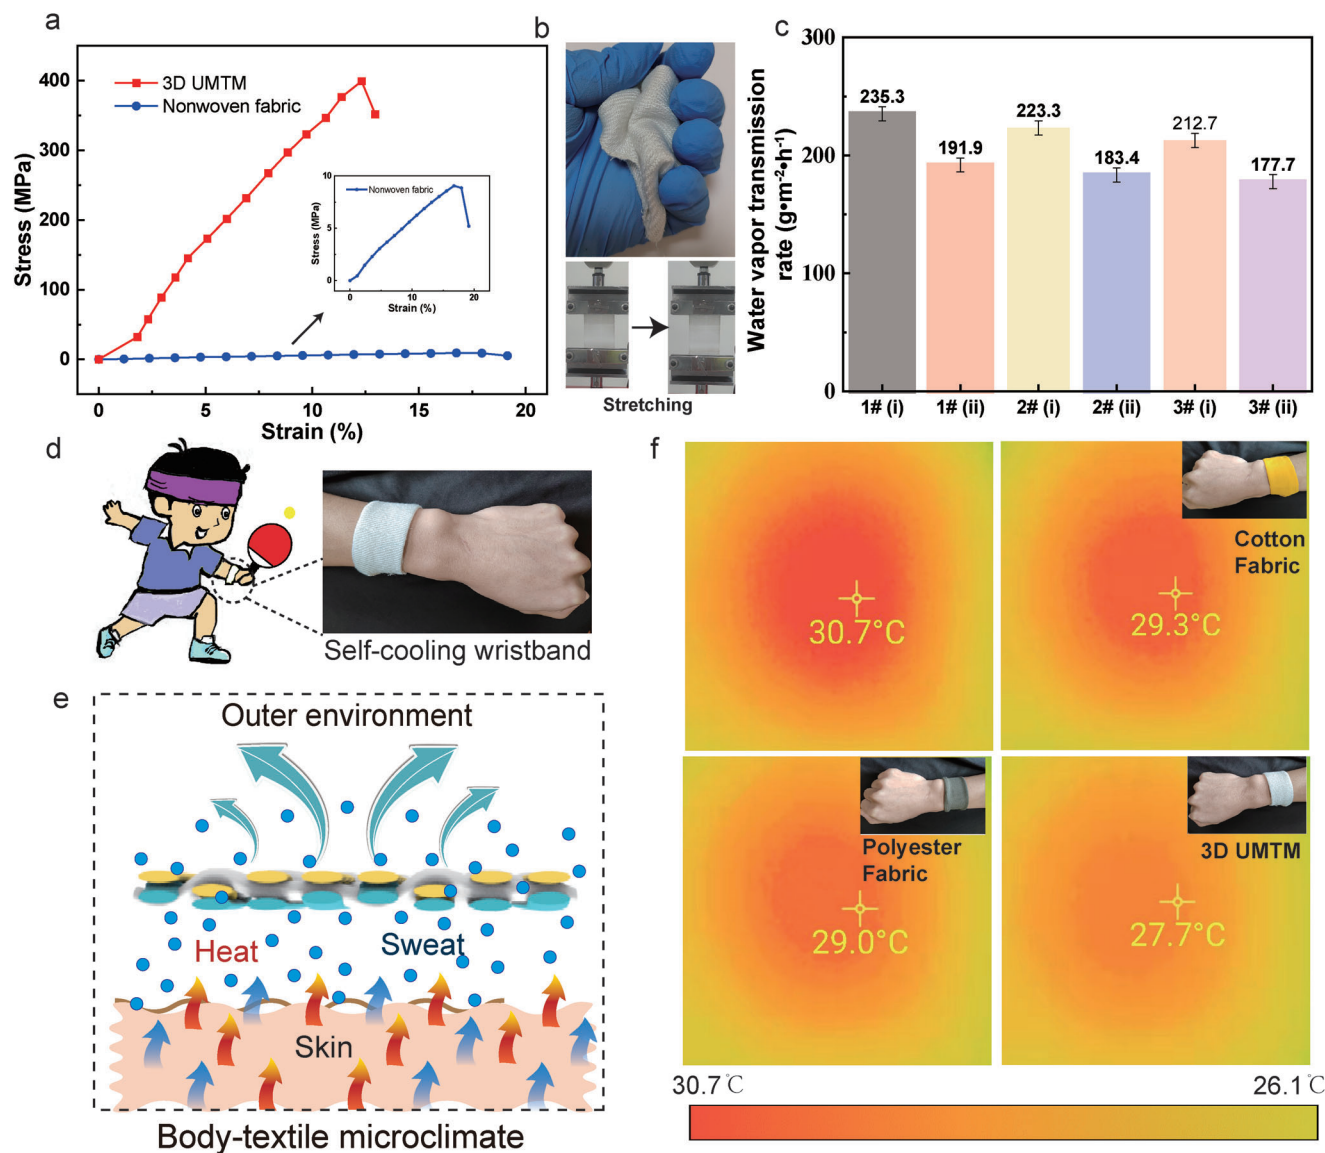 a
400
300
200
100
0
Stress (MPa)
3D UMTM
Nonwoven fabric
10
5
0
Stress (MPa)
Nonwoven fabric
0
10
20
Strain (%)
0
5
10
15
20
Strain (%)
b
Stretching
c
300
200
100
0
Water vapor transmission
rate (g•m⁻²•h⁻¹)
235.3
191.9
223.3
183.4
212.7
177.7
1# (i)
1# (ii)
2# (i)
2# (ii)
3# (i)
3# (ii)
d
Self-cooling wristband
e
Outer environment
Heat
Sweat
Skin
Body-textile microclimate
f
30.7°C
29.3°C
Cotton
Fabric
29.0°C
Polyester
Fabric
27.7°C
3D UMTM
30.7℃
26.1℃